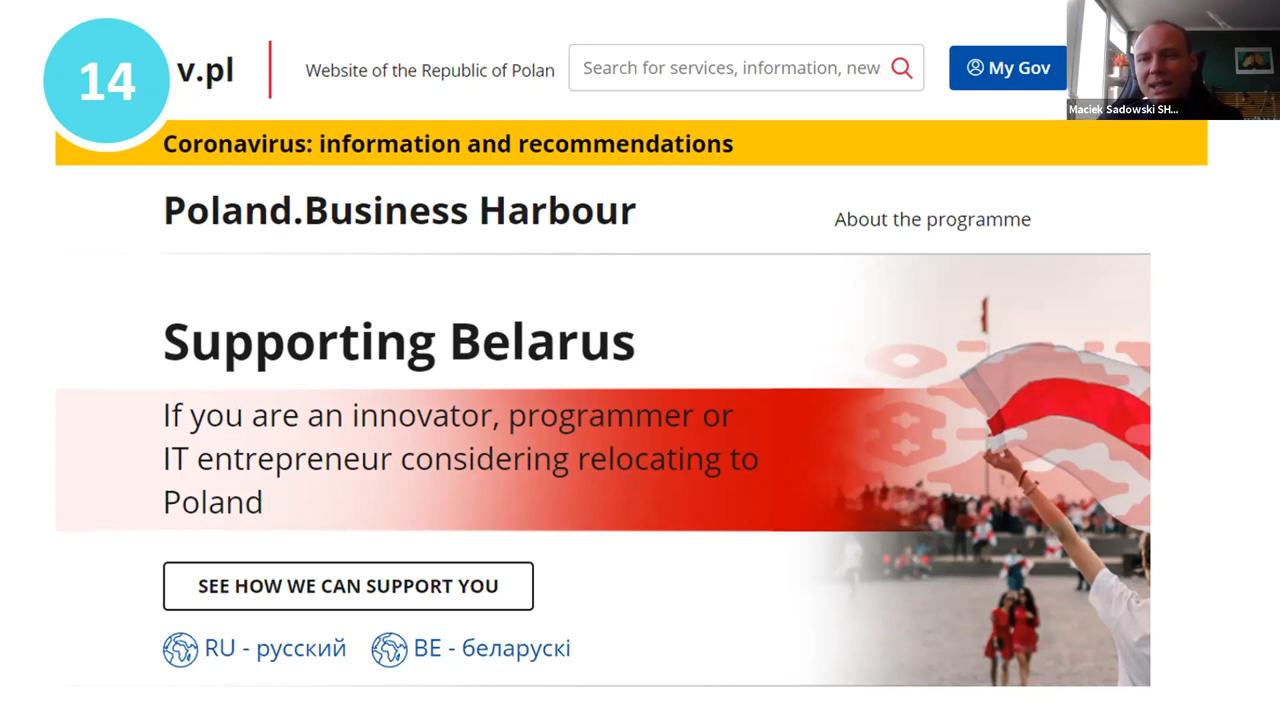 14
v.pl
Website of the Republic of Polan
Search for services, information, new
My Gov
Maciek Sadowski SH...
Coronavirus: information and recommendations
Poland.Business Harbour
About the programme
Supporting Belarus
If you are an innovator, programmer or
IT entrepreneur considering relocating to
Poland
SEE HOW WE CAN SUPPORT YOU
RU - русский
BE - беларускі